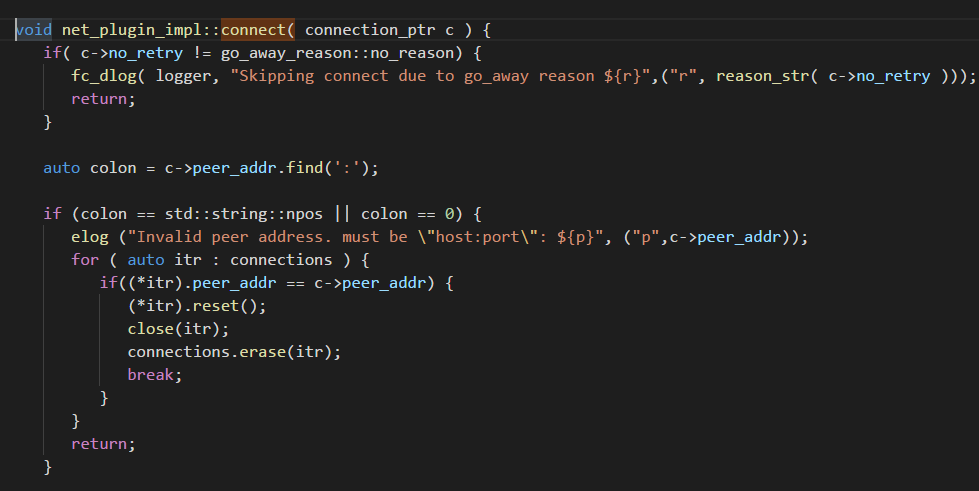 void net_plugin_impl::connect( connection_ptr c ) {
   if( c->no_retry != go_away_reason::no_reason) {
      fc_dlog( logger, "Skipping connect due to go_away reason ${r}",("r", reason_str( c->no_retry )));
      return;
   }

   auto colon = c->peer_addr.find(':');

   if (colon == std::string::npos || colon == 0) {
      elog ("Invalid peer address. must be \"host:port\": ${p}", ("p",c->peer_addr));
      for ( auto itr : connections ) {
         if((*itr).peer_addr == c->peer_addr) {
            (*itr).reset();
            close(itr);
            connections.erase(itr);
            break;
         }
      }
      return;
   }